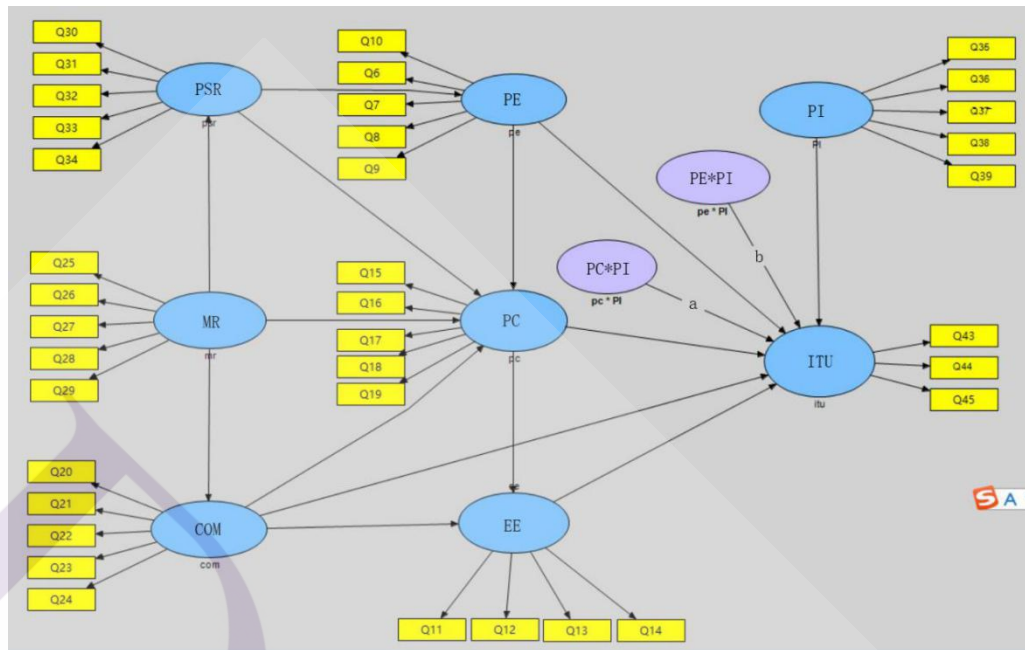 Q30
Q31
Q32
Q33
Q34
PSR
psr
Q10
Q6
Q7
Q8
Q9
PE
pe
PI
PI
Q35
Q36
Q37
Q38
Q39
PE*PI
pe * PI
b
PC*PI
pc * PI
a
Q25
Q26
Q27
Q28
Q29
MR
mr
Q15
Q16
Q17
Q18
Q19
PC
pc
ITU
itu
Q43
Q44
Q45
Q20
Q21
Q22
Q23
Q24
COM
com
ee
EE
Q11
Q12
Q13
Q14
S A